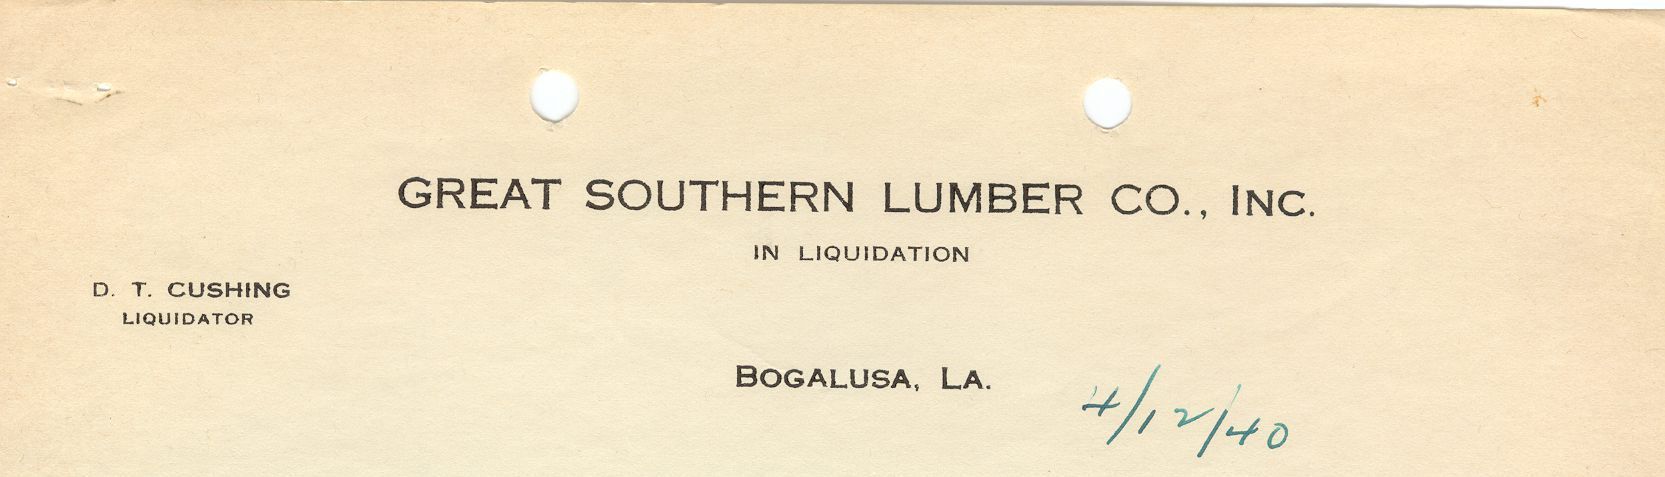 GREAT SOUTHERN LUMBER CO., INC.
IN LIQUIDATION
D. T. CUSHING
LIQUIDATOR
BOGALUSA, LA.
4/12/40